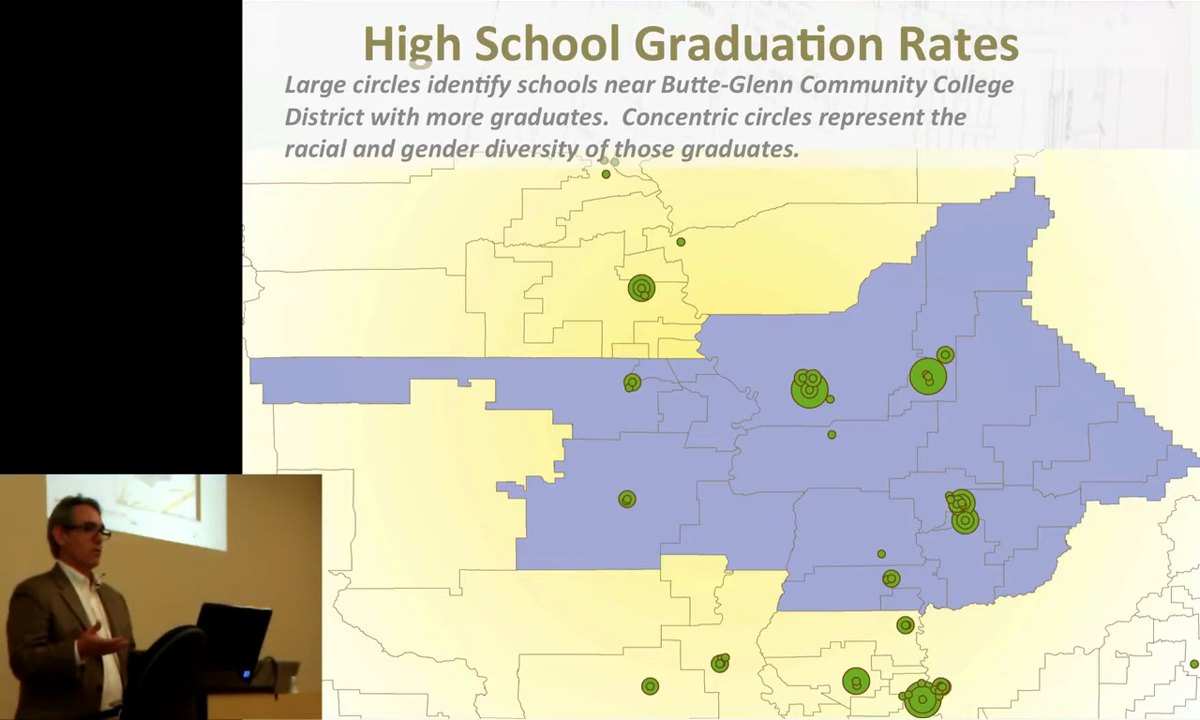 High School Graduation Rates
Large circles identify schools near Butte-Glenn Community College
District with more graduates.  Concentric circles represent the
racial and gender diversity of those graduates.